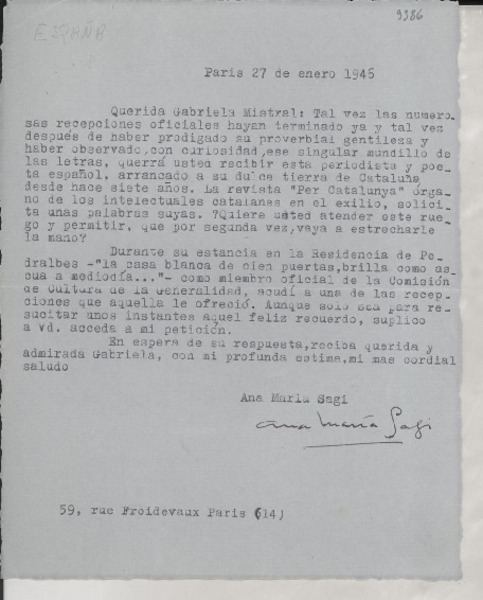 9386
ESPAÑA
París 27 de enero 1945
Querida Gabriela Mistral: Tal vez las numero
sas recepciones oficiales hayan terminado ya y tal vez
después de haber prodigado su proverbial gentileza y
haber observado,con curiosidad,ese singular mundillo de
las letras, querrá usted recibir esta periodista y poe
ta español, arrancado a su dulce tierra de Cataluña
desde hace siete años. La revista "Per Catalunya" órga
no de los intelectuales catalanes en el exilio, solici
ta unas palabras suyas. ?Quiere usted atender este rue
go y permitir, que por segunda vez,vaya a estrecharle
la mano?
Durante su estancia en la Residencia de Pe
dralbes -"la casa blanca de cien puertas,brilla como as
cua a mediodía..."- como miembro oficial de la Comisión
de Cultura de la Generalidad, acudí a una de las recep
ciones que aquella le ofreció. Aunque solo sea para re
sucitar unos instantes aquel feliz recuerdo, suplico
a Vd. acceda a mi petición.
En espera de su respuesta,reciba querida y
admirada Gabriela, con mi profunda estima,mi mas cordial
saludo
Ana María Sagi
Ana María Sagi
59, rue Froidevaux Paris (14)